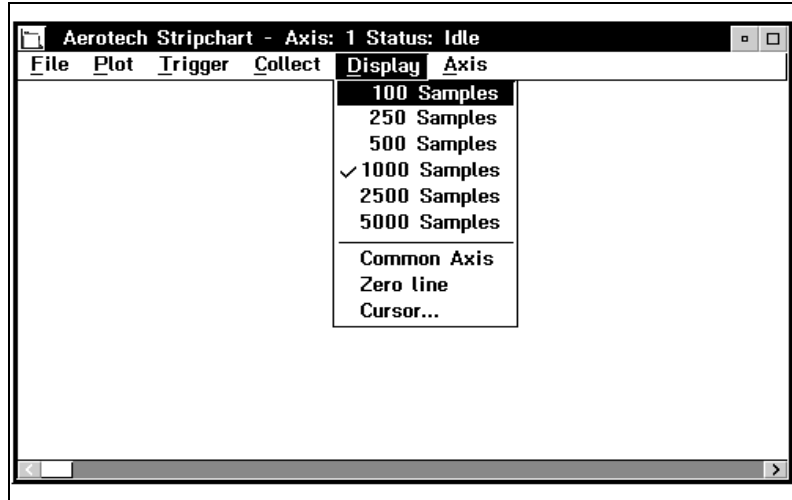 Aerotech Stripchart - Axis: 1 Status: Idle
File Plot Trigger Collect Display Axis
100 Samples
250 Samples
500 Samples
✓1000 Samples
2500 Samples
5000 Samples
Common Axis
Zero line
Cursor...